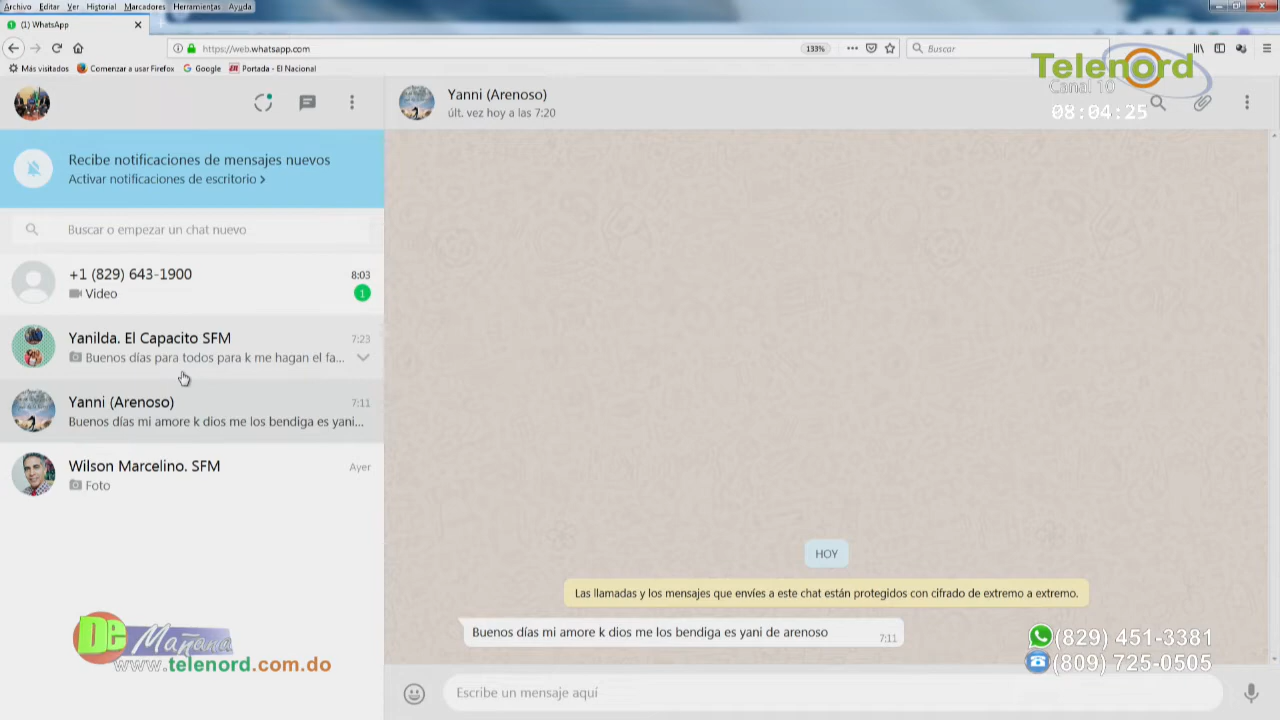 Archivo Editar Ver Historial Marcadores Herramientas Ayuda
(1) WhatsApp
https://web.whatsapp.com
133%
Buscar
Más visitados Comenzar a usar Firefox Google Portada - El Nacional
Telenord
Canal 10
08:04:25
Yanni (Arenoso)
últ. vez hoy a las 7:20
Recibe notificaciones de mensajes nuevos
Activar notificaciones de escritorio >
Buscar o empezar un chat nuevo
+1 (829) 643-1900 8:03
Video 1
Yanilda. El Capacito SFM 7:23
Buenos días para todos para k me hagan el fa...
Yanni (Arenoso) 7:11
Buenos días mi amore k dios me los bendiga es yani...
Wilson Marcelino. SFM Ayer
Foto
HOY
Las llamadas y los mensajes que envíes a este chat están protegidos con cifrado de extremo a extremo.
Buenos días mi amore k dios me los bendiga es yani de arenoso 7:11
Escribe un mensaje aquí
De Mañana
www.telenord.com.do
(829) 451-3381
(809) 725-0505